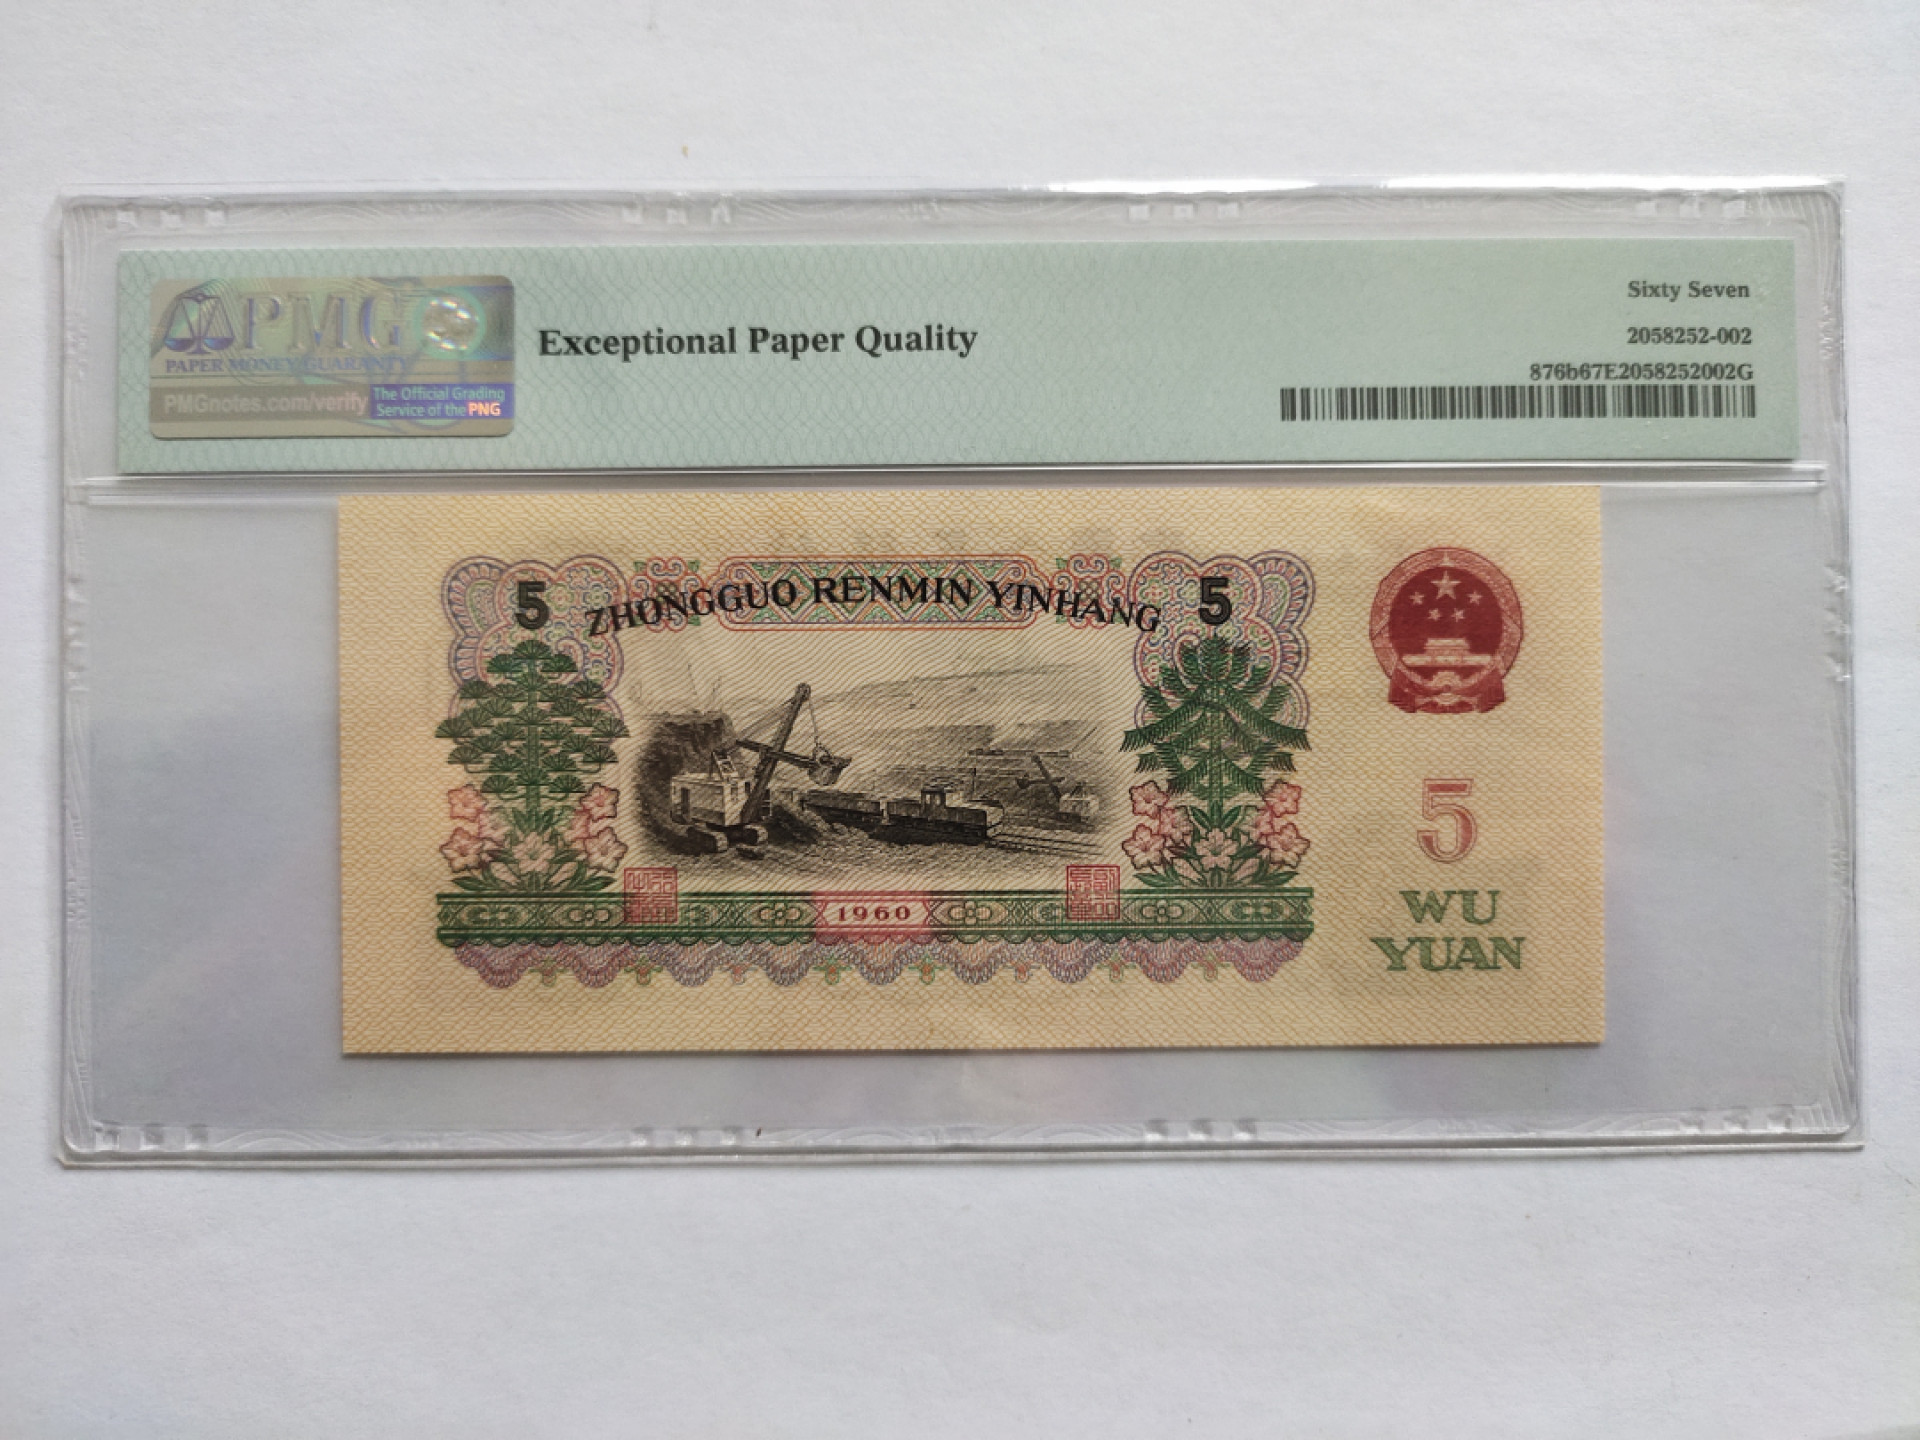 PMG
PAPER MONEY GUARANTY
PMGnotes.com/verify
The Official Grading
Service of the PNG
Exceptional Paper Quality
Sixty Seven
2058252-002
876b67E2058252002G
5 ZHONGGUO RENMIN YINHANG 5
1960
5
WU
YUAN